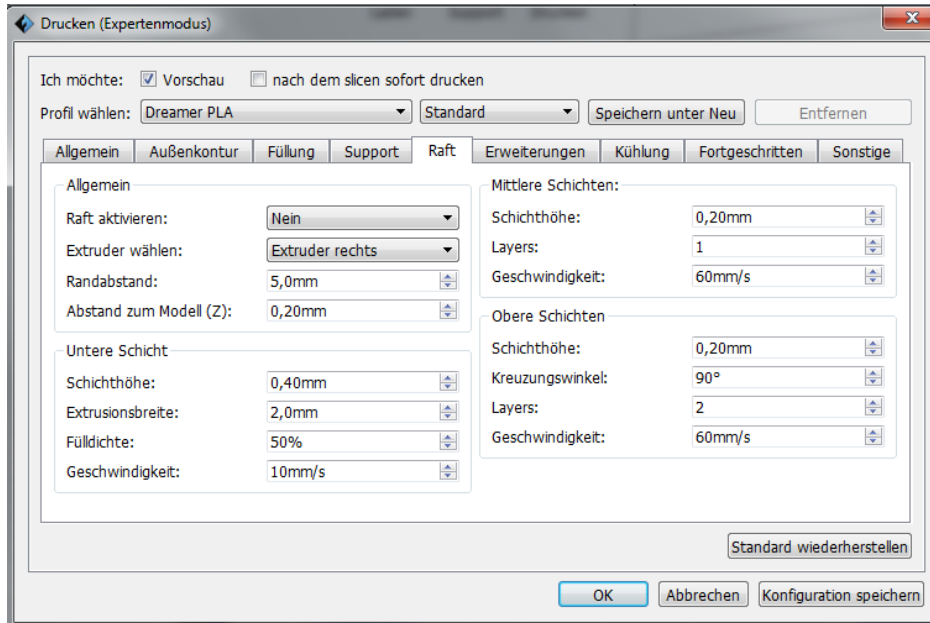 Drucken (Expertenmodus)
Ich möchte: Vorschau nach dem slicen sofort drucken
Profil wählen: Dreamer PLA Standard Speichern unter Neu Entfernen
Allgemein Außenkontur Füllung Support Raft Erweiterungen Kühlung Fortgeschritten Sonstige
Allgemein
Raft aktivieren: Nein
Extruder wählen: Extruder rechts
Randabstand: 5,0mm
Abstand zum Modell (Z): 0,20mm
Untere Schicht
Schichthöhe: 0,40mm
Extrusionsbreite: 2,0mm
Fülldichte: 50%
Geschwindigkeit: 10mm/s
Mittlere Schichten:
Schichthöhe: 0,20mm
Layers: 1
Geschwindigkeit: 60mm/s
Obere Schichten
Schichthöhe: 0,20mm
Kreuzungswinkel: 90°
Layers: 2
Geschwindigkeit: 60mm/s
Standard wiederherstellen
OK Abbrechen Konfiguration speichern